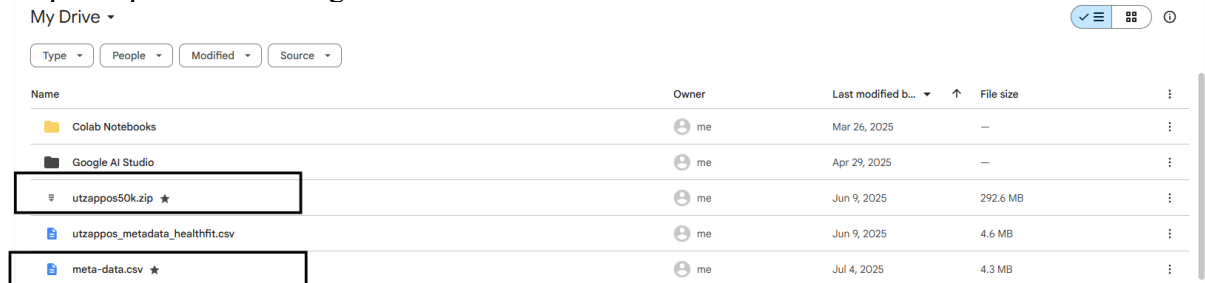 My Drive
Type People Modified Source
Name Owner Last modified b... File size
Colab Notebooks me Mar 26, 2025 —
Google AI Studio me Apr 29, 2025 —
utzappos50k.zip me Jun 9, 2025 292.6 MB
utzappos_metadata_healthfit.csv me Jun 9, 2025 4.6 MB
meta-data.csv me Jul 4, 2025 4.3 MB